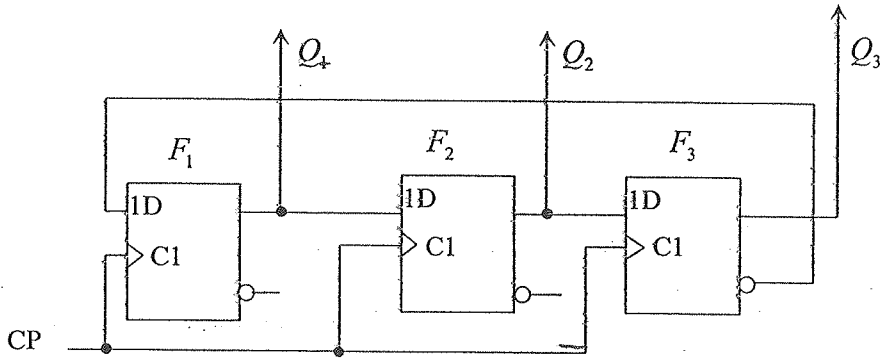 Q₁ Q₂ Q₃
F₁ F₂ F₃
1D 1D 1D
C1 C1 C1
CP